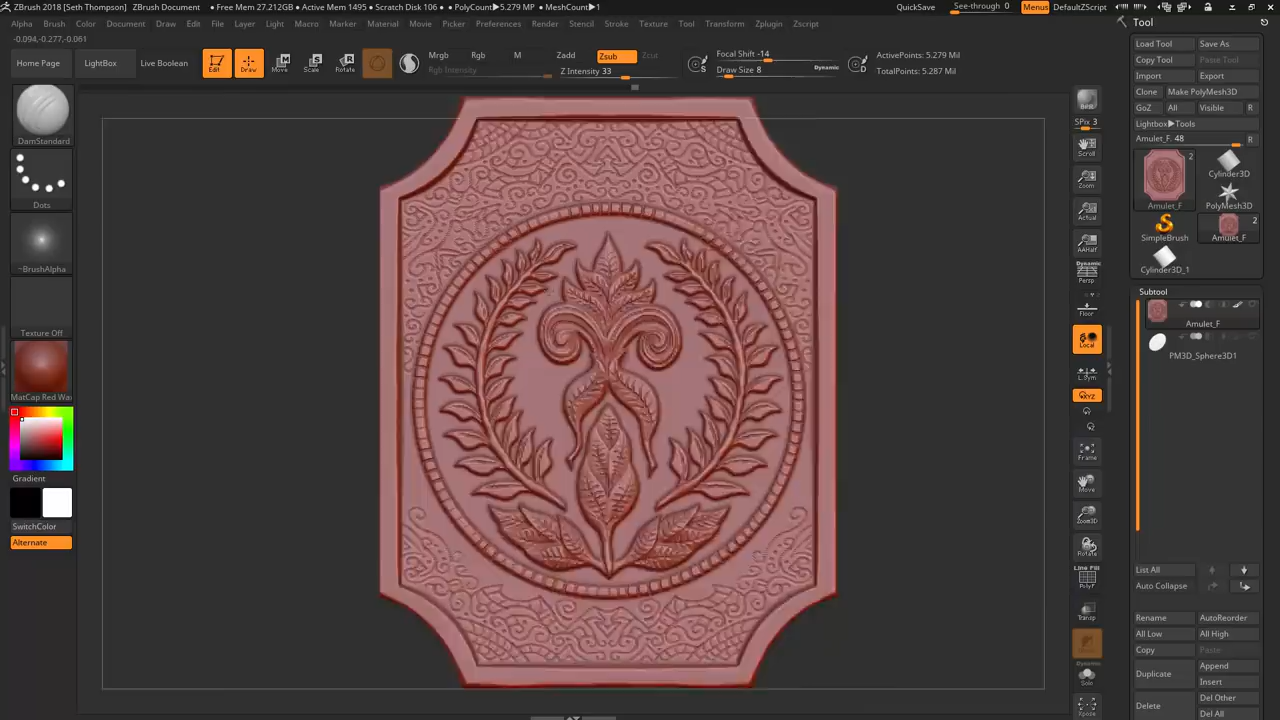 ZBrush 2018 [Seth Thompson] ZBrush Document • Free Mem 27.212GB • Active Mem 1495 • Scratch Disk 106 • PolyCount▶5.279 MP • MeshCount▶1 QuickSave See-through 0 Menus DefaultZScript
Alpha Brush Color Document Draw Edit File Layer Light Macro Marker Material Movie Picker Preferences Render Stencil Stroke Texture Tool Transform Zplugin Zscript
Tool
-0.094,-0.277,-0.061
Load Tool Save As
Copy Tool Paste Tool
Import Export
Clone Make PolyMesh3D
GoZ All Visible R
Lightbox▶Tools
Amulet_F. 48 R
Home Page LightBox Live Boolean Edit Draw Move Scale Rotate
Mrgb Rgb M Zadd Zsub Zcut
Rgb Intensity Z Intensity 33
Focal Shift -14
Draw Size 8 Dynamic
S D
ActivePoints: 5.279 Mil
TotalPoints: 5.287 Mil
DamStandard
Dots
~BrushAlpha
Texture Off
MatCap Red Wa
Gradient
SwitchColor
Alternate
SPix 3
Scroll
Zoom
Actual
AAHalf
Dynamic
Persp
Floor
Local
L.Sym
XYZ
Frame
Move
Zoom3D
Rotate
Line Fill
PolyF
Transp
Dynamic
Solo
Xpose
2
Amulet_F
Cylinder3D
PolyMesh3D
SimpleBrush
2
Amulet_F
Cylinder3D_1
Subtool
Amulet_F
PM3D_Sphere3D1
List All
Auto Collapse
Rename AutoReorder
All Low All High
Copy Paste
Duplicate Append
Insert
Delete Del Other
Del All